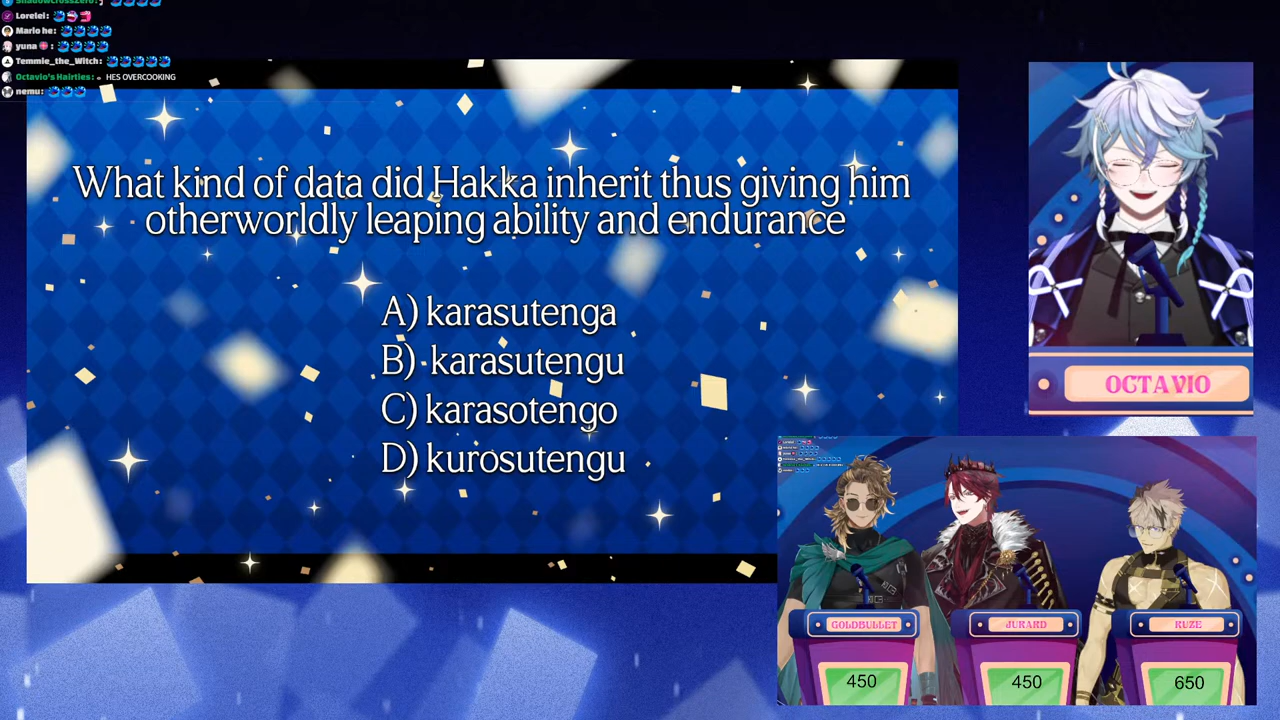 Lorelei:
Mario he:
yuna :
Temmie_the_Witch:
Octavio's Hairties: HES OVERCOOKING
nemu:
What kind of data did Hakka inherit thus giving him
otherworldly leaping ability and endurance
A) karasutenga
B) karasutengu
C) karasotengo
D) kurosutengu
OCTAVIO
GOLDBULLET
JURARD
KUZE
450
450
650